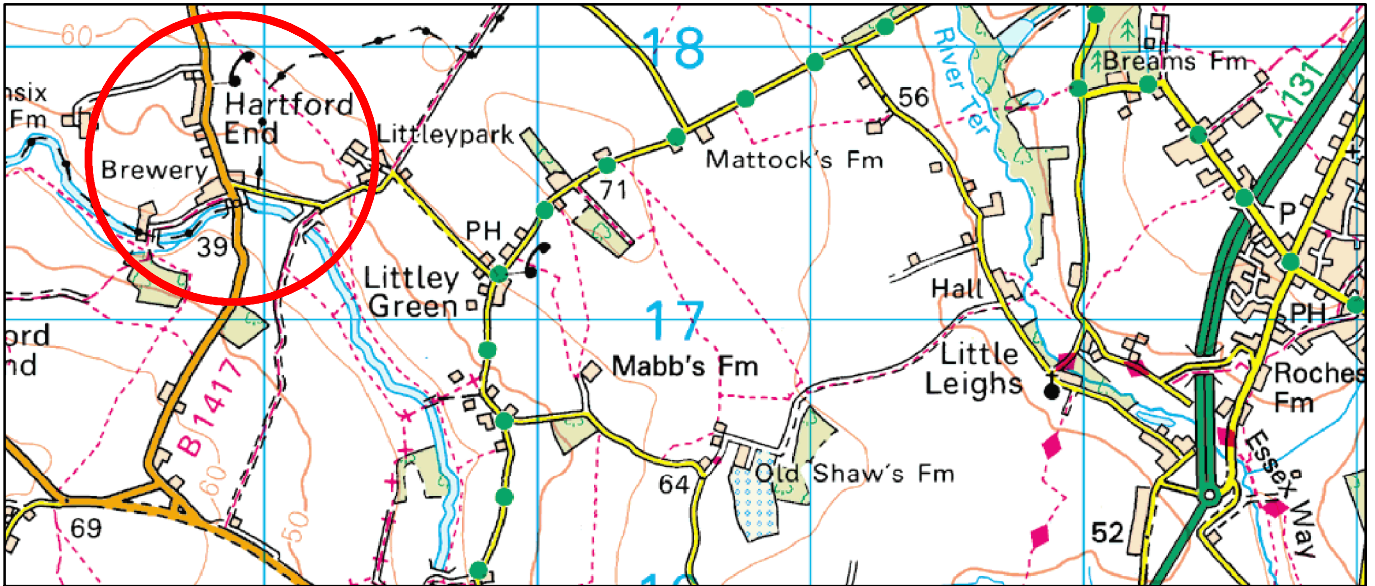 60
18
River Ter
Breams Fm
A 131
nsix
Fm
Hartford
End
56
Littleypark
Mattock's Fm
Brewery
71
P
PH
39
Littley
Green
Hall
17
PH
ord
nd
Mabb's Fm
Little
Leighs
Roches
Fm
B 1417
60
64
Old Shaw's Fm
Essex Way
50
69
52